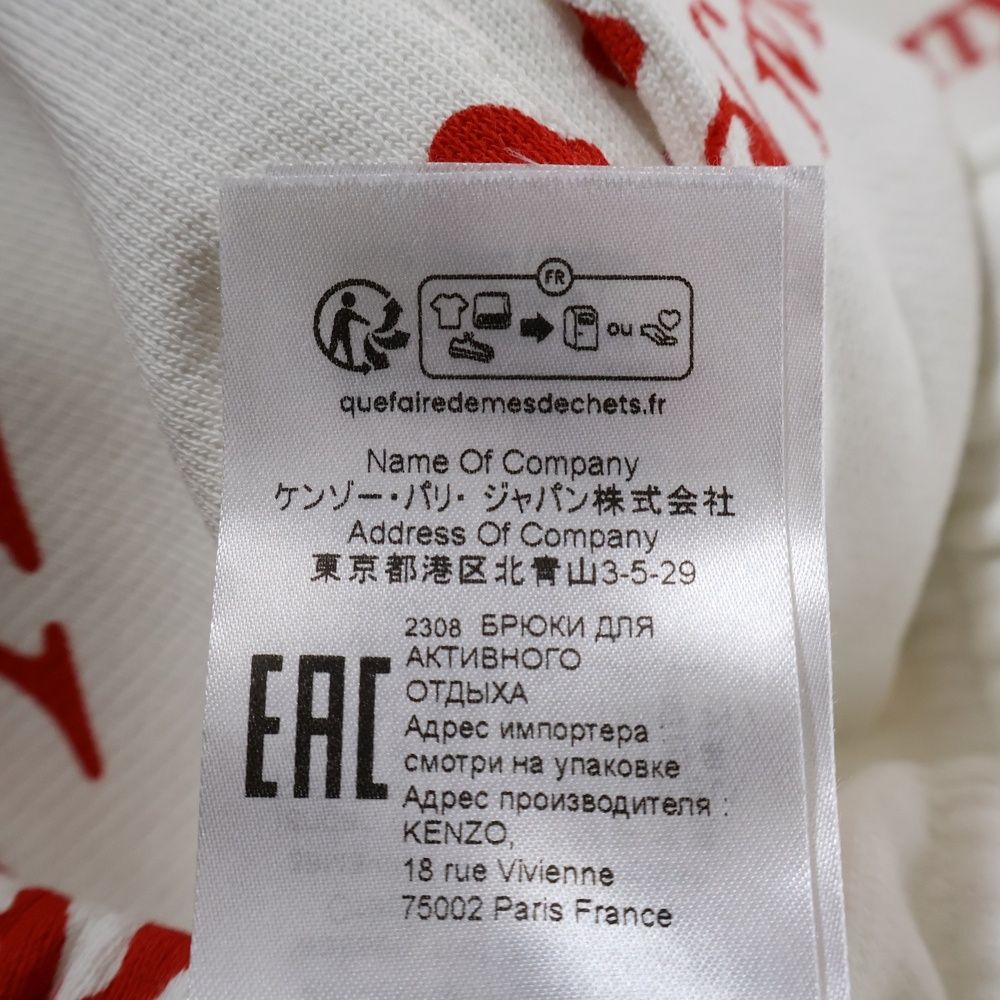 FR
ou
quefairedemesdechets.fr
Name Of Company
ケンゾー・パリ・ジャパン株式会社
Address Of Company
東京都港区北青山3-5-29
EAC
2308 БРЮКИ ДЛЯ
АКТИВНОГО
ОТДЫХА
Адрес импортера :
смотри на упаковке
Адрес производителя :
KENZO,
18 rue Vivienne
75002 Paris France